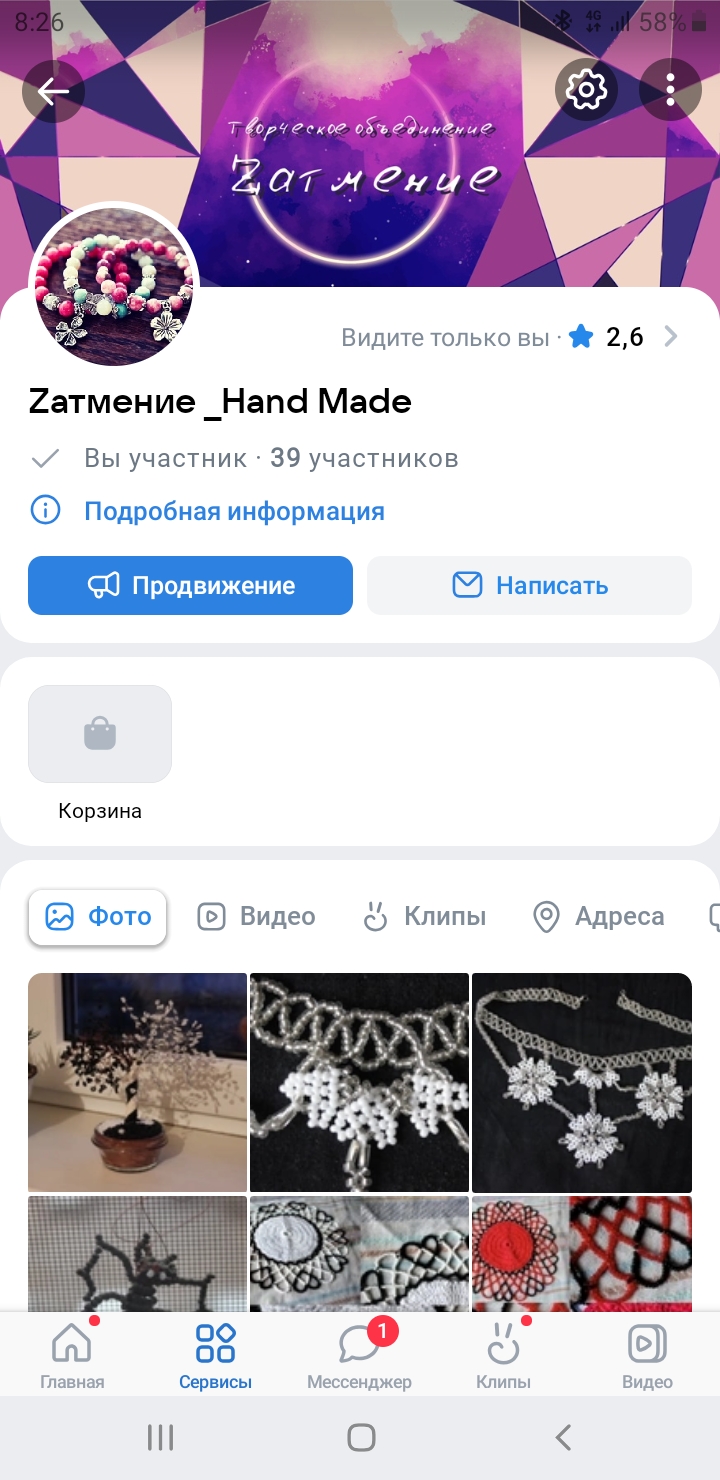 8:26
4G
58%
Творческое объединение
Zатмение
Видите только вы · 2,6
Zатмение _Hand Made
Вы участник · 39 участников
Подробная информация
Продвижение
Написать
Корзина
Фото
Видео
Клипы
Адреса
1
Главная
Сервисы
Мессенджер
Клипы
Видео